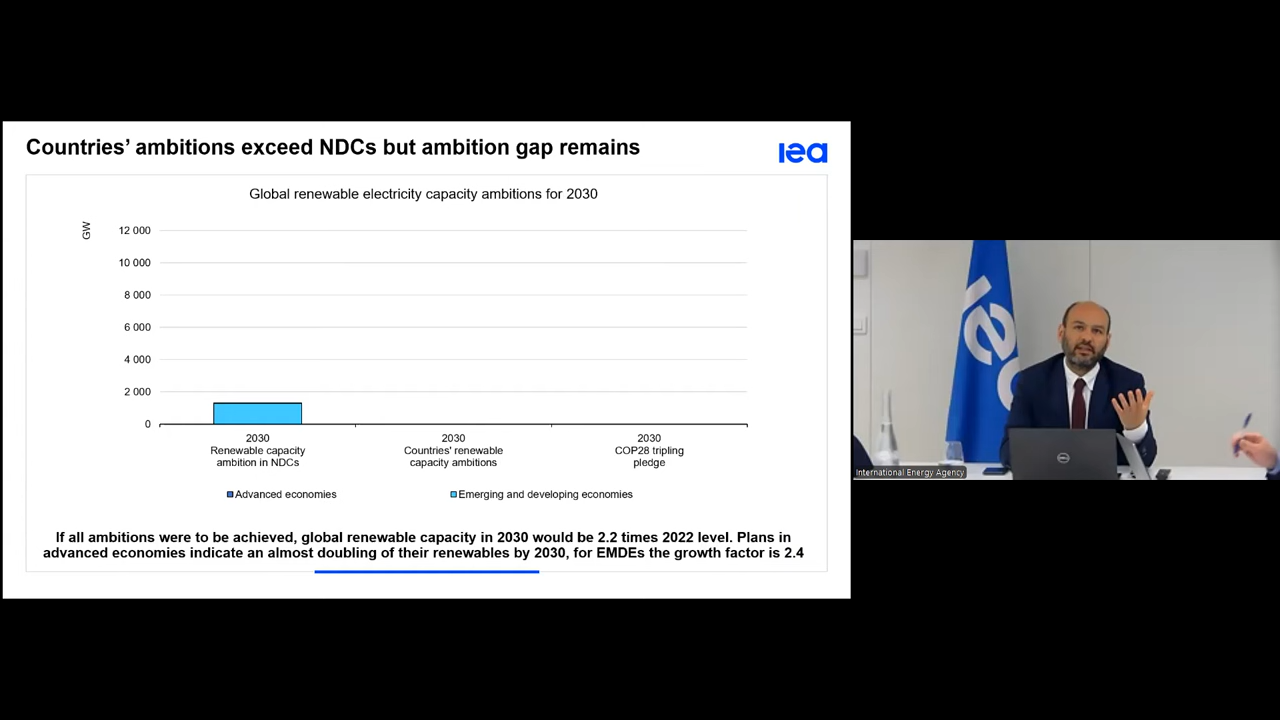 Countries’ ambitions exceed NDCs but ambition gap remains
iea
Global renewable electricity capacity ambitions for 2030
GW
12 000
10 000
8 000
6 000
4 000
2 000
0
2030
Renewable capacity
ambition in NDCs
2030
Countries' renewable
capacity ambitions
2030
COP28 tripling
pledge
Advanced economies
Emerging and developing economies
If all ambitions were to be achieved, global renewable capacity in 2030 would be 2.2 times 2022 level. Plans in
advanced economies indicate an almost doubling of their renewables by 2030, for EMDEs the growth factor is 2.4
iea
DELL
International Energy Agency